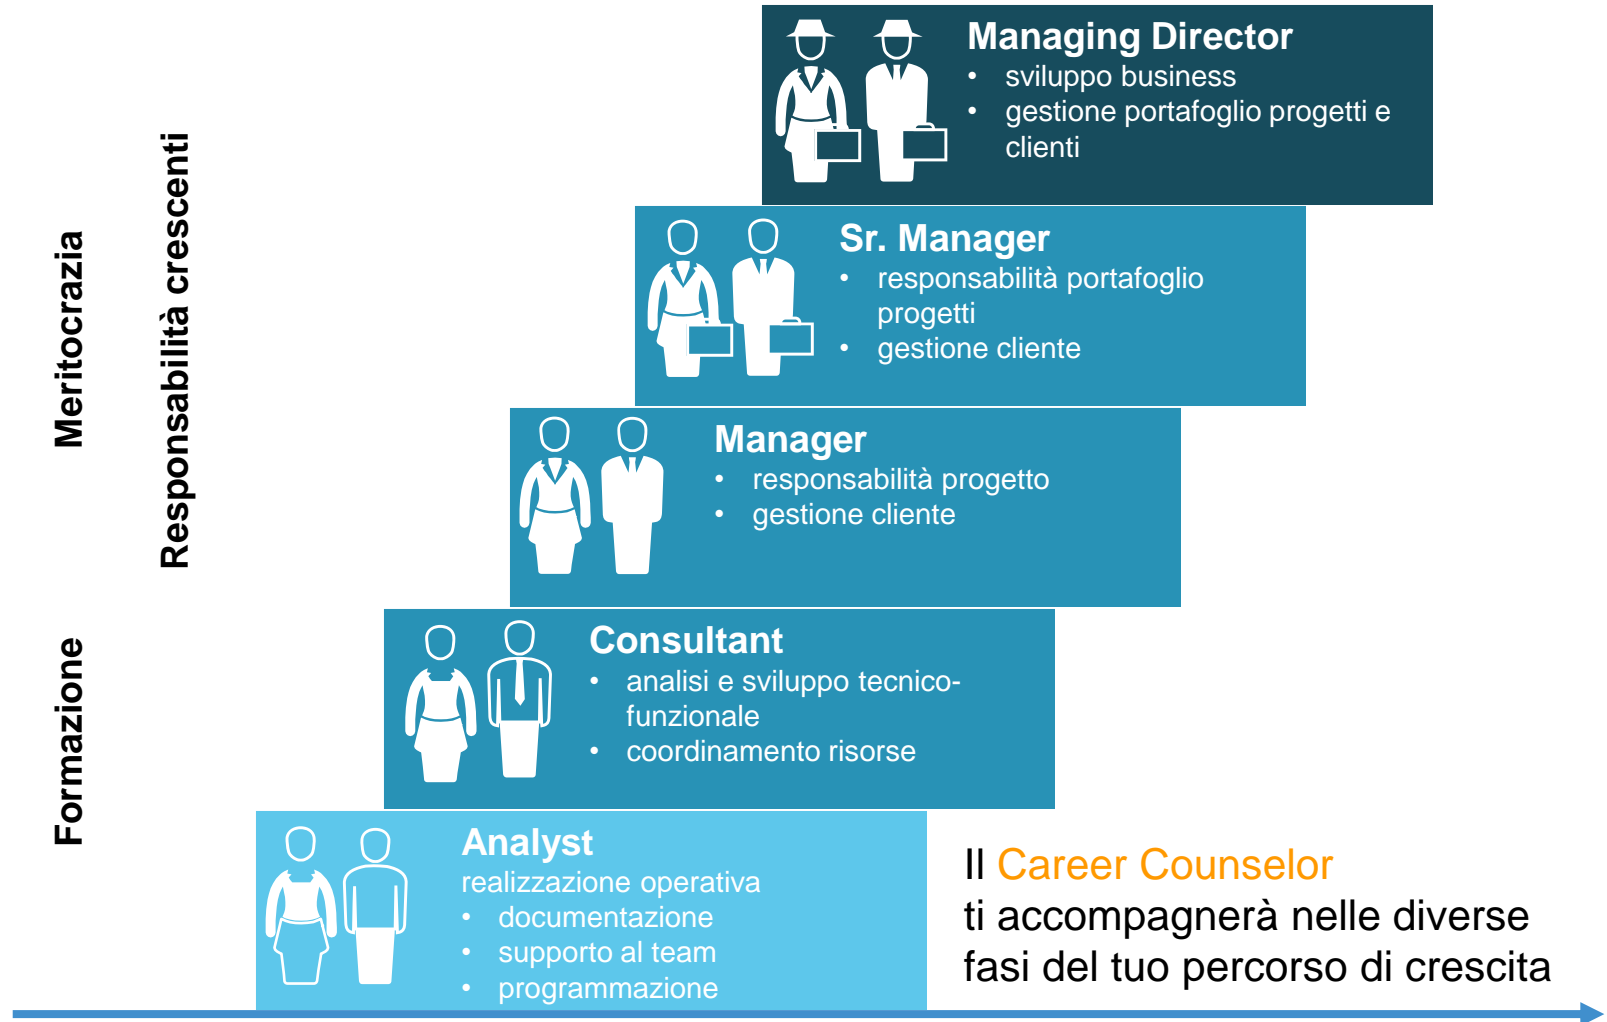 Managing Director
• sviluppo business
• gestione portafoglio progetti e
clienti
Sr. Manager
• responsabilità portafoglio
progetti
• gestione cliente
Manager
• responsabilità progetto
• gestione cliente
Consultant
• analisi e sviluppo tecnico-
funzionale
• coordinamento risorse
Analyst
realizzazione operativa
• documentazione
• supporto al team
• programmazione
Meritocrazia
Responsabilità crescenti
Formazione
Il Career Counselor
ti accompagnerà nelle diverse
fasi del tuo percorso di crescita